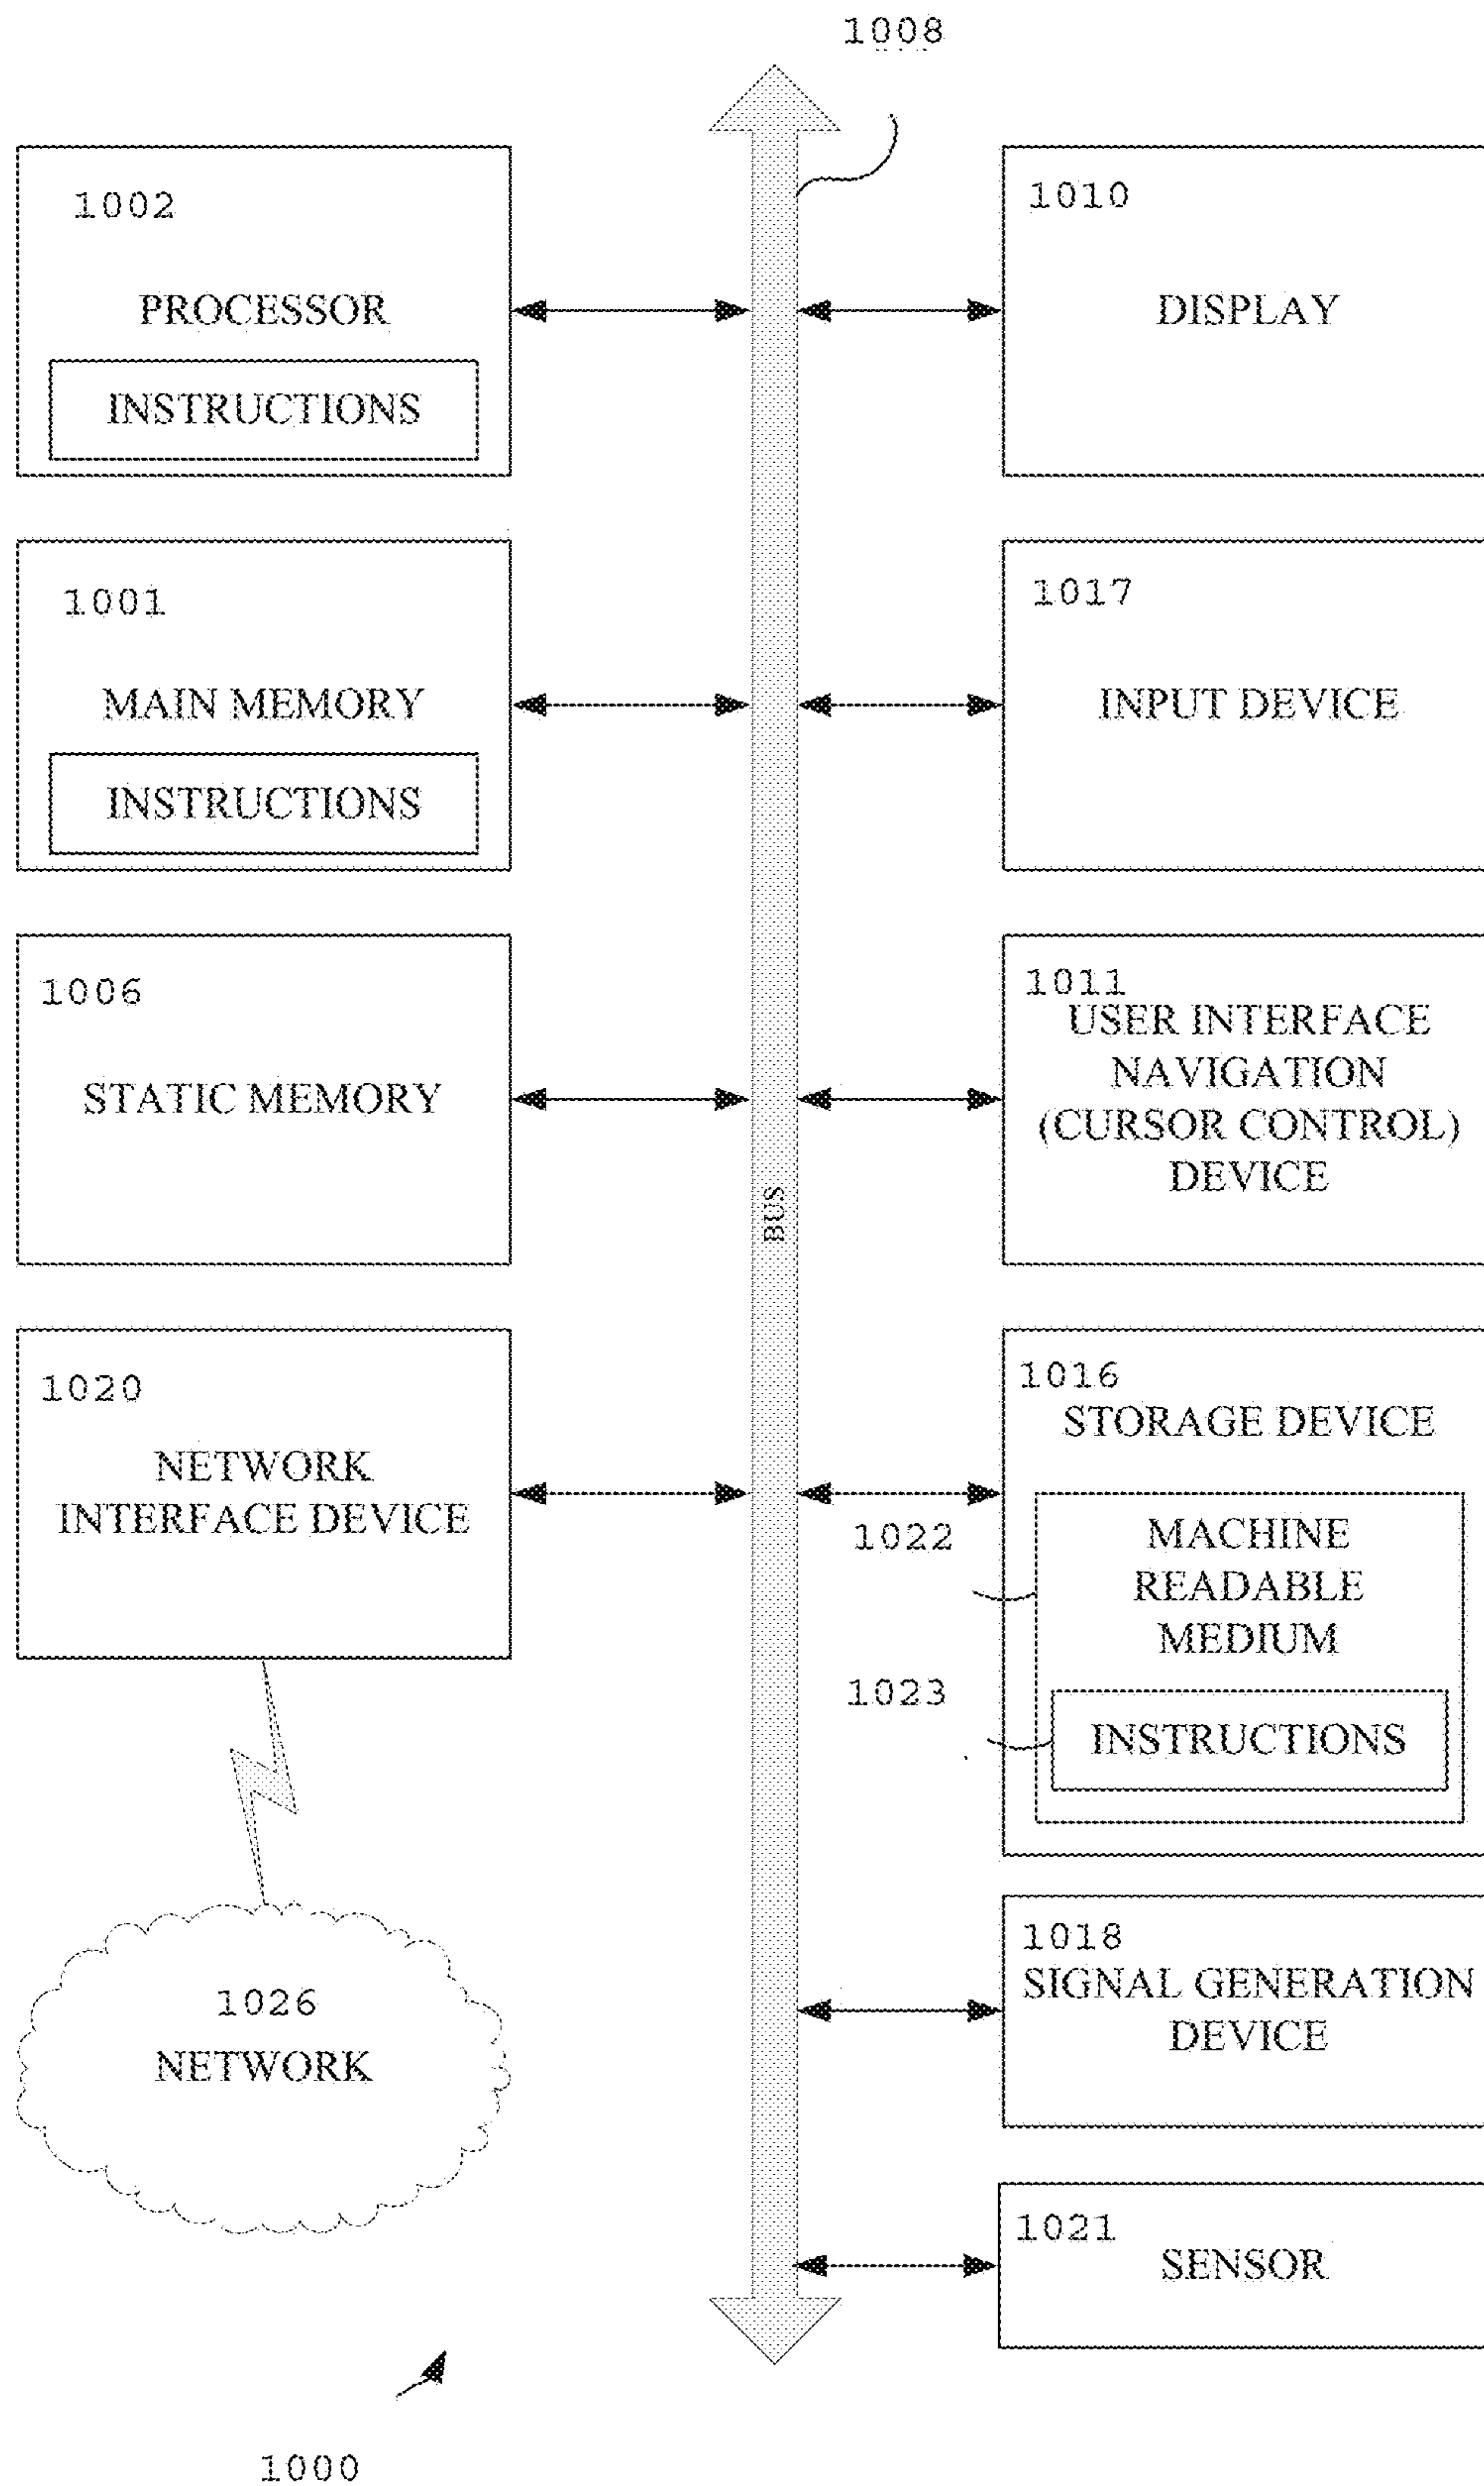 1008
1002
PROCESSOR
INSTRUCTIONS
1010
DISPLAY
1001
MAIN MEMORY
INSTRUCTIONS
1017
INPUT DEVICE
1006
STATIC MEMORY
1011
USER INTERFACE
NAVIGATION
(CURSOR CONTROL)
DEVICE
BUS
1020
NETWORK
INTERFACE DEVICE
1016
STORAGE DEVICE
1022
MACHINE
READABLE
MEDIUM
1023
INSTRUCTIONS
1026
NETWORK
1018
SIGNAL GENERATION
DEVICE
1021
SENSOR
1000